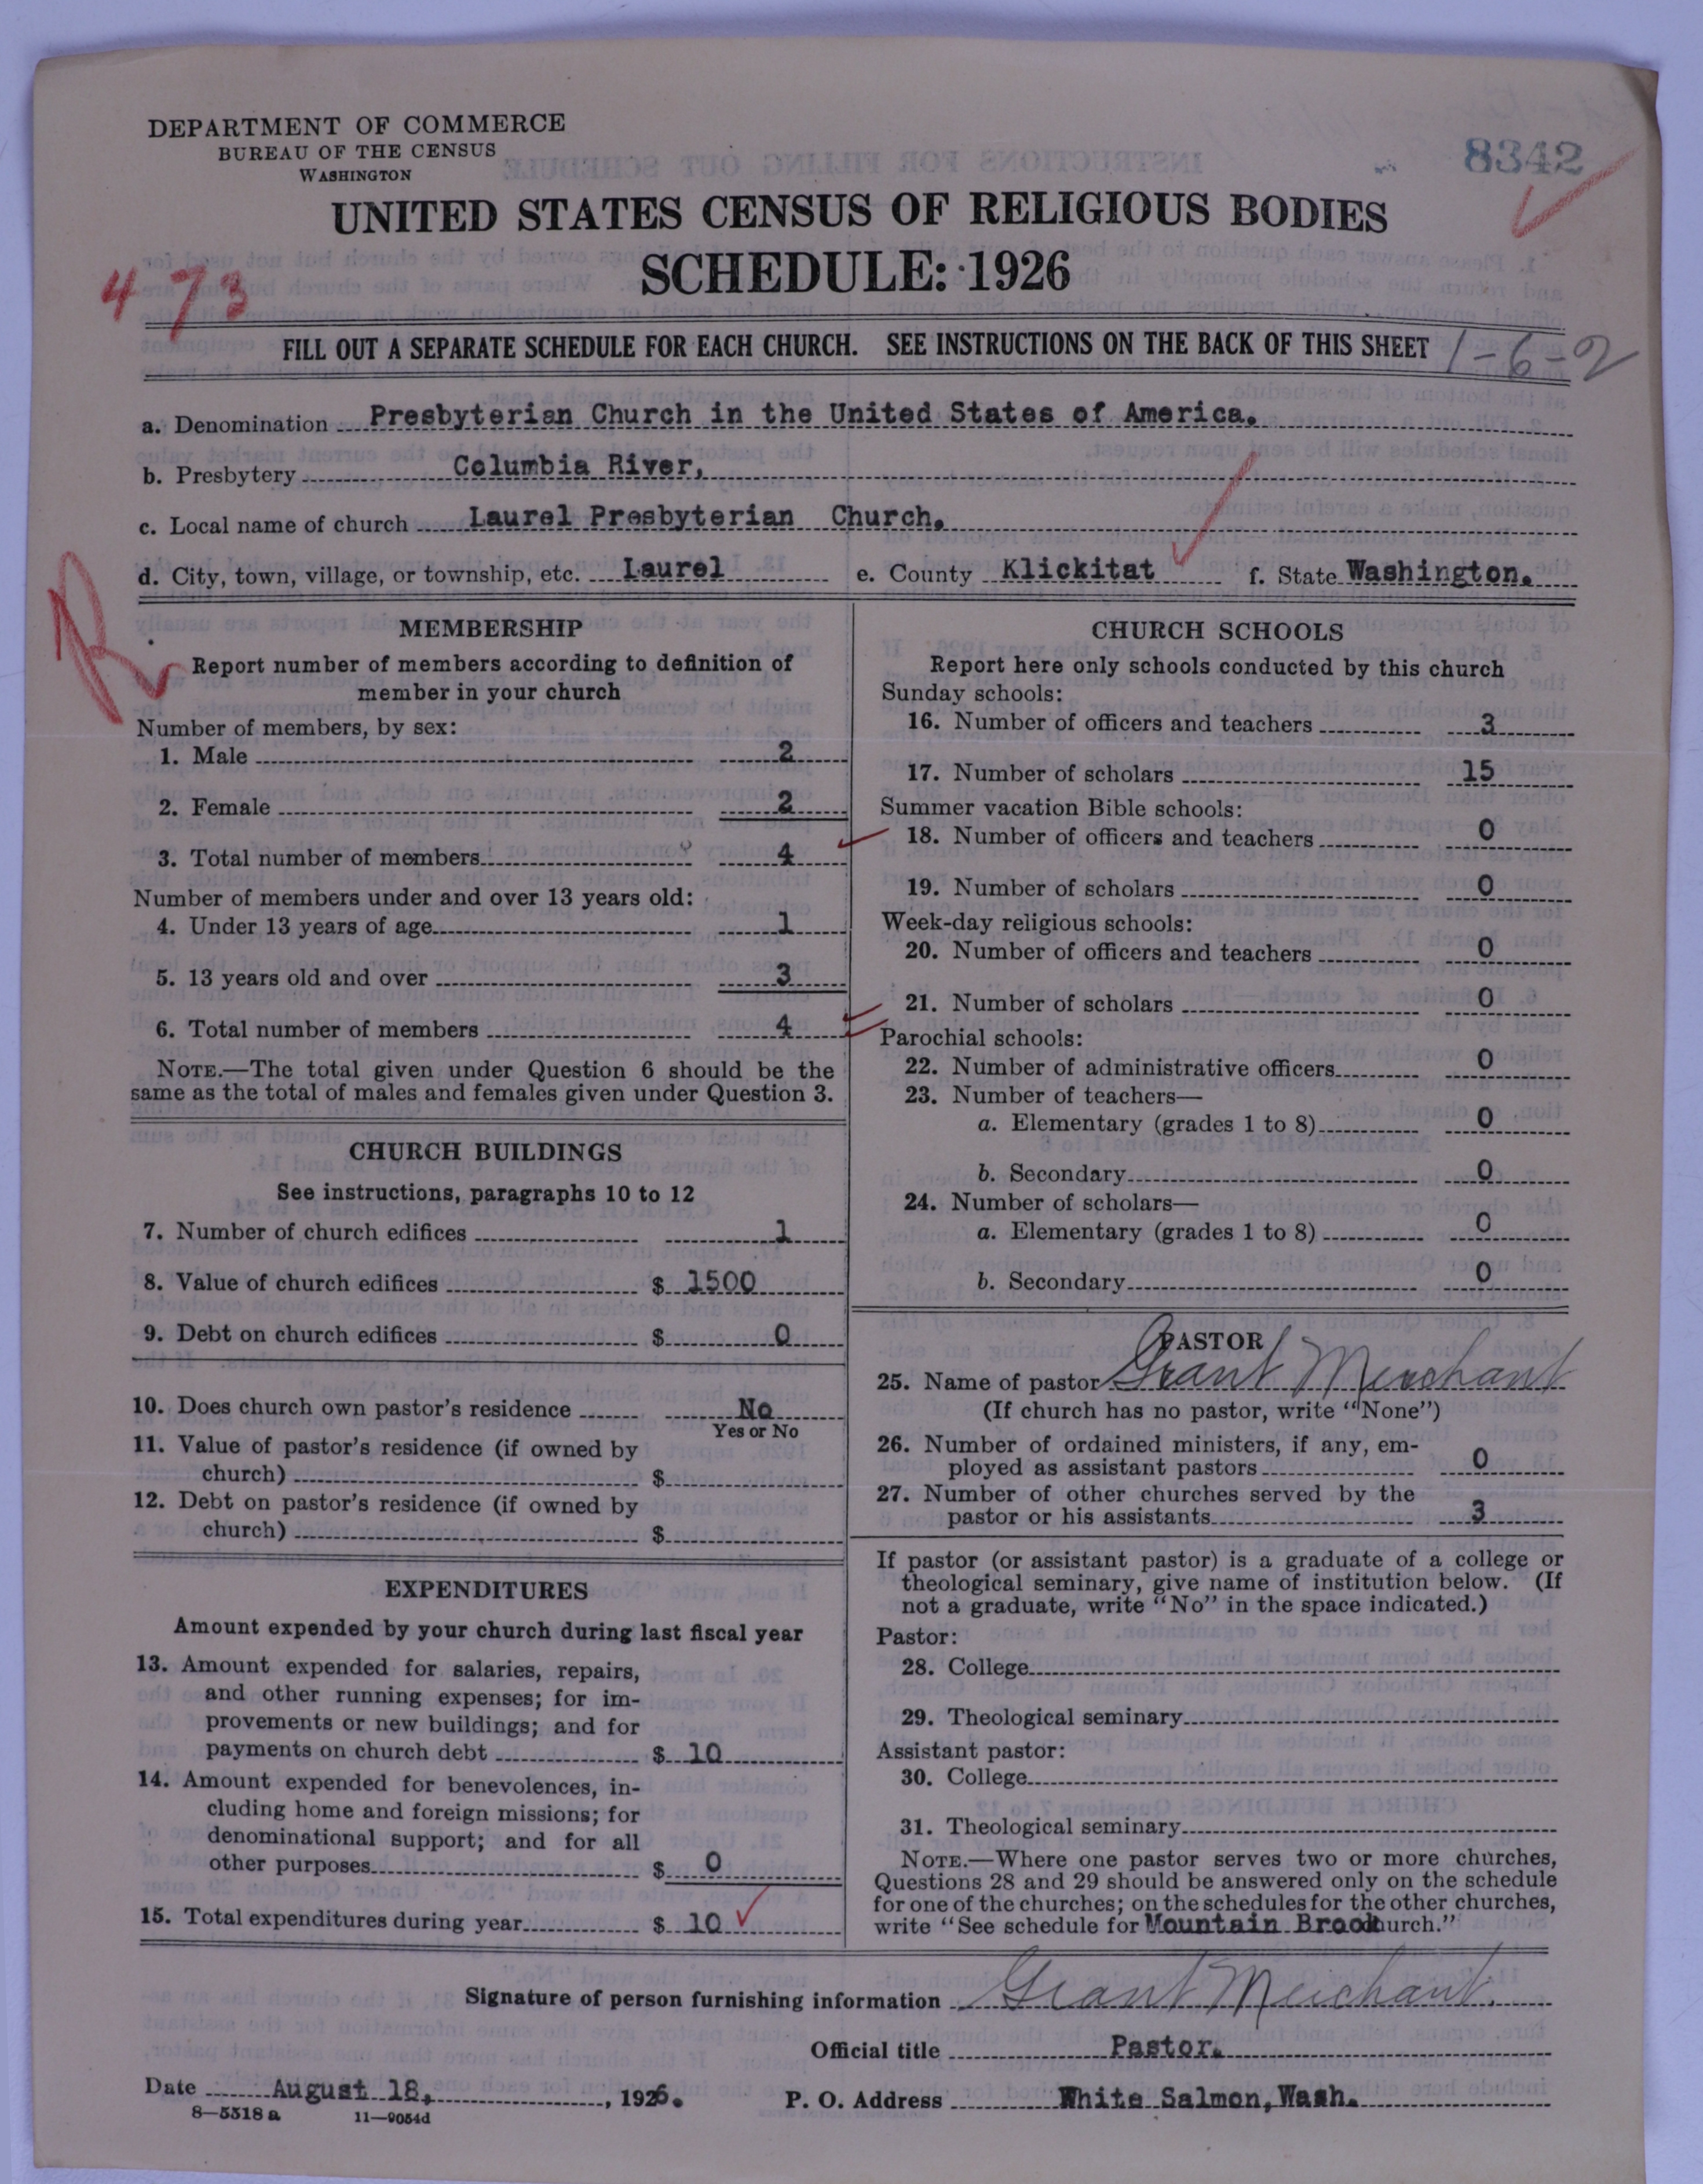 DEPARTMENT OF COMMERCE
BUREAU OF THE CENSUS
WASHINGTON
8342
UNITED STATES CENSUS OF RELIGIOUS BODIES
SCHEDULE: 1926
473
FILL OUT A SEPARATE SCHEDULE FOR EACH CHURCH. SEE INSTRUCTIONS ON THE BACK OF THIS SHEET 1-6-2
a. Denomination Presbyterian Church in the United States of America.
b. Presbytery Columbia River,
c. Local name of church Laurel Presbyterian Church.
d. City, town, village, or township, etc. Laurel e. County Klickitat f. State Washington.
R
MEMBERSHIP
Report number of members according to definition of
member in your church
Number of members, by sex:
1. Male 2
2. Female 2
3. Total number of members 4
Number of members under and over 13 years old:
4. Under 13 years of age 1
5. 13 years old and over 3
6. Total number of members 4
NOTE.—The total given under Question 6 should be the
same as the total of males and females given under Question 3.
CHURCH BUILDINGS
See instructions, paragraphs 10 to 12
7. Number of church edifices 1
8. Value of church edifices $ 1500
9. Debt on church edifices $ 0
10. Does church own pastor's residence No
Yes or No
11. Value of pastor's residence (if owned by
church) $
12. Debt on pastor's residence (if owned by
church) $
EXPENDITURES
Amount expended by your church during last fiscal year
13. Amount expended for salaries, repairs,
and other running expenses; for im-
provements or new buildings; and for
payments on church debt $ 10
14. Amount expended for benevolences, in-
cluding home and foreign missions; for
denominational support; and for all
other purposes $ 0
15. Total expenditures during year $ 10
CHURCH SCHOOLS
Report here only schools conducted by this church
Sunday schools:
16. Number of officers and teachers 3
17. Number of scholars 15
Summer vacation Bible schools:
18. Number of officers and teachers 0
19. Number of scholars 0
Week-day religious schools:
20. Number of officers and teachers 0
21. Number of scholars 0
Parochial schools:
22. Number of administrative officers 0
23. Number of teachers—
a. Elementary (grades 1 to 8) 0
b. Secondary 0
24. Number of scholars—
a. Elementary (grades 1 to 8) 0
b. Secondary 0
PASTOR
25. Name of pastor Grant Merchant
(If church has no pastor, write "None")
26. Number of ordained ministers, if any, em-
ployed as assistant pastors 0
27. Number of other churches served by the
pastor or his assistants 3
If pastor (or assistant pastor) is a graduate of a college or
theological seminary, give name of institution below. (If
not a graduate, write "No" in the space indicated.)
Pastor:
28. College
29. Theological seminary
Assistant pastor:
30. College
31. Theological seminary
NOTE.—Where one pastor serves two or more churches,
Questions 28 and 29 should be answered only on the schedule
for one of the churches; on the schedules for the other churches,
write "See schedule for Mountain Brook church."
Signature of person furnishing information Grant Merchant.
Official title Pastor.
Date August 18, 1926. P. O. Address White Salmon, Wash.
8—5318 a 11—9054d